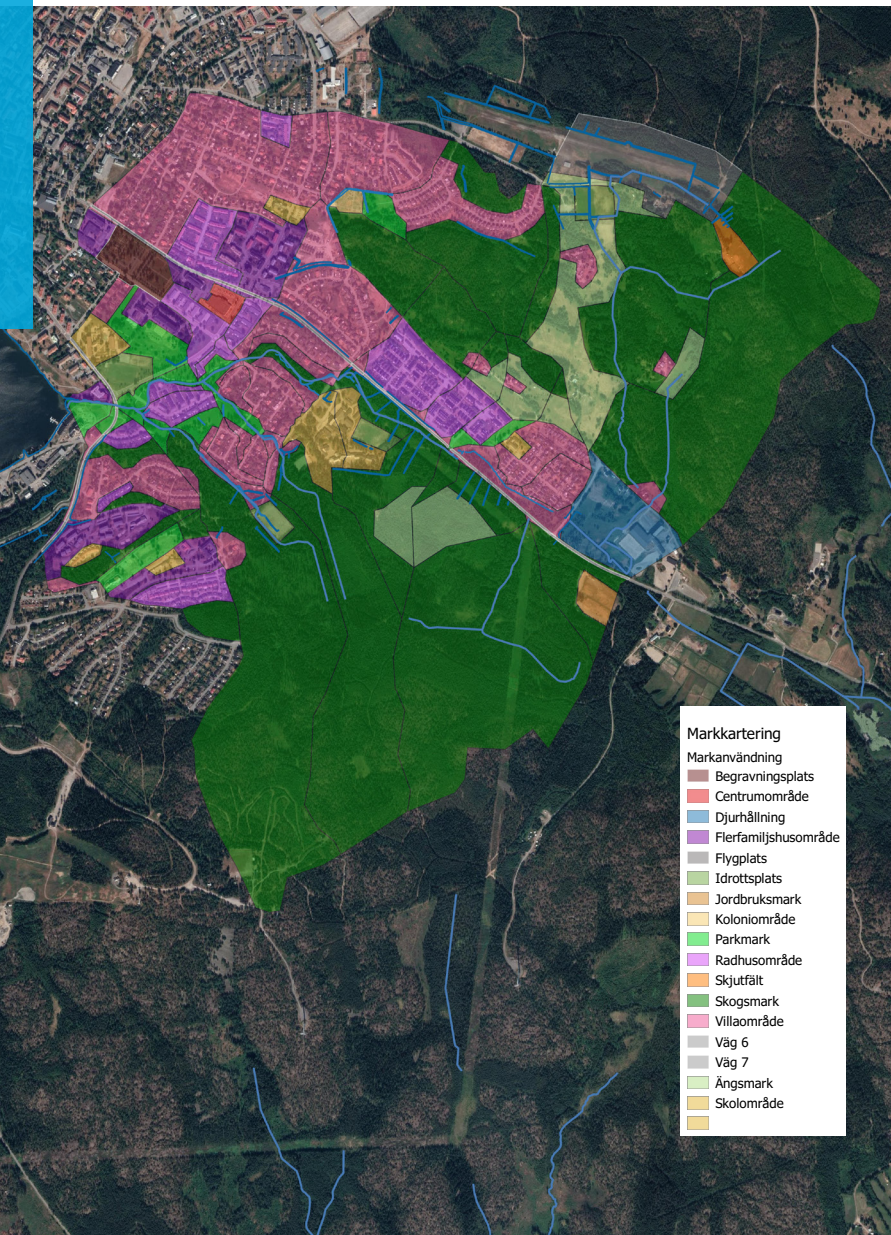 Markkartering
Markanvändning
Begravningsplats
Centrumområde
Djurhållning
Flerfamiljshusområde
Flygplats
Idrottsplats
Jordbruksmark
Koloniområde
Parkmark
Radhusområde
Skjutfält
Skogsmark
Villaområde
Väg 6
Väg 7
Ängsmark
Skolområde